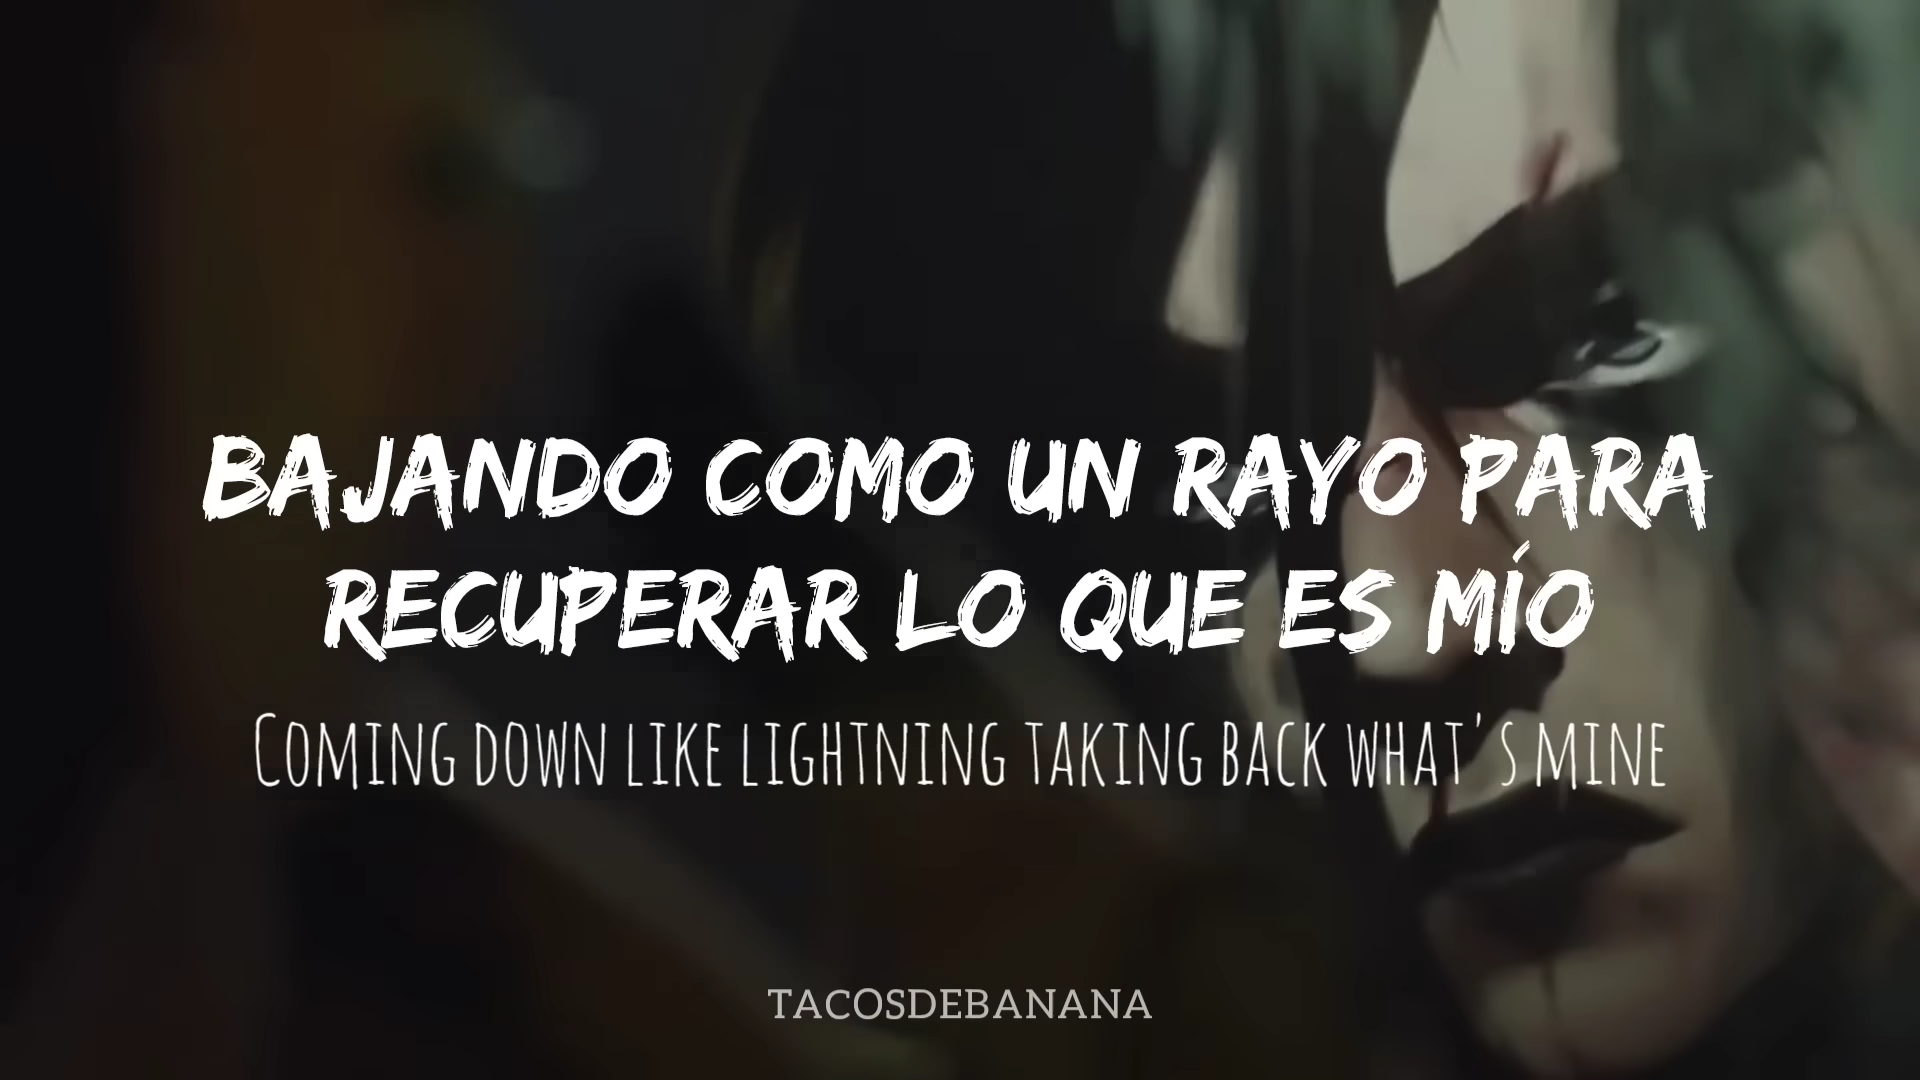 BAJANDO COMO UN RAYO PARA
RECUPERAR LO QUE ES MÍO
COMING DOWN LIKE LIGHTNING TAKING BACK WHAT'S MINE
TACOSDEBANANA